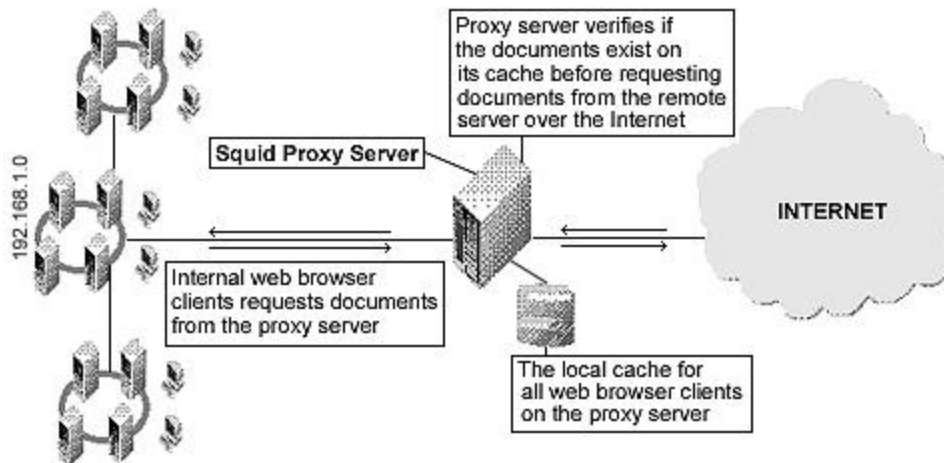 Proxy server verifies if
the documents exist on
its cache before requesting
documents from the remote
server over the Internet
Squid Proxy Server
192.168.1.0
INTERNET
Internal web browser
clients requests documents
from the proxy server
The local cache for
all web browser clients
on the proxy server